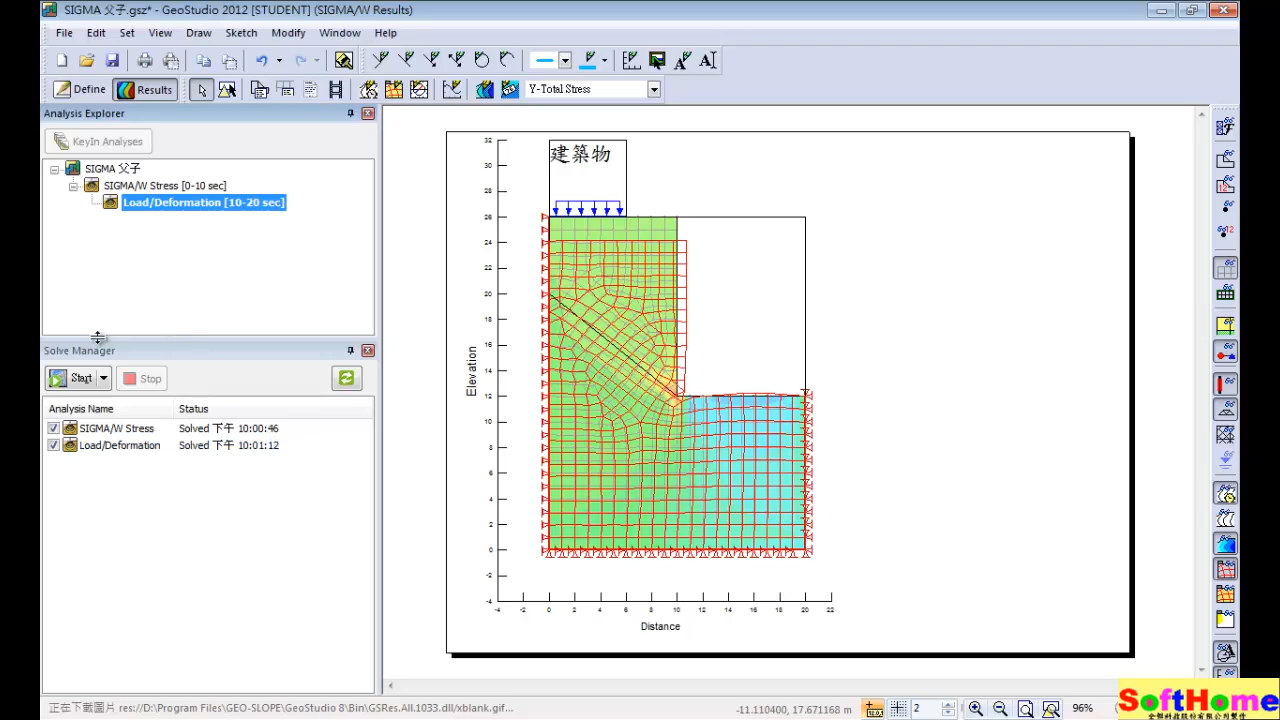 SIGMA 父子.gsz* - GeoStudio 2012 [STUDENT] (SIGMA/W Results)
File Edit Set View Draw Sketch Modify Window Help
Define Results Y-Total Stress
Analysis Explorer
KeyIn Analyses
SIGMA 父子
SIGMA/W Stress [0-10 sec]
Load/Deformation [10-20 sec]
Solve Manager
Start Stop
Analysis Name Status
SIGMA/W Stress Solved 下午 10:00:46
Load/Deformation Solved 下午 10:01:12
建築物
32
30
28
26
24
22
20
18
16
14
12
10
8
6
4
2
0
-2
-4
Elevation
-4 -2 0 2 4 6 8 10 12 14 16 18 20 22
Distance
正在下載圖片 res://D:\Program Files\GEO-SLOPE\GeoStudio 8\Bin\GSRes.All.1033.dll/xblank.gif...
-11.110400, 17.671168 m
2
96%
SoftHome